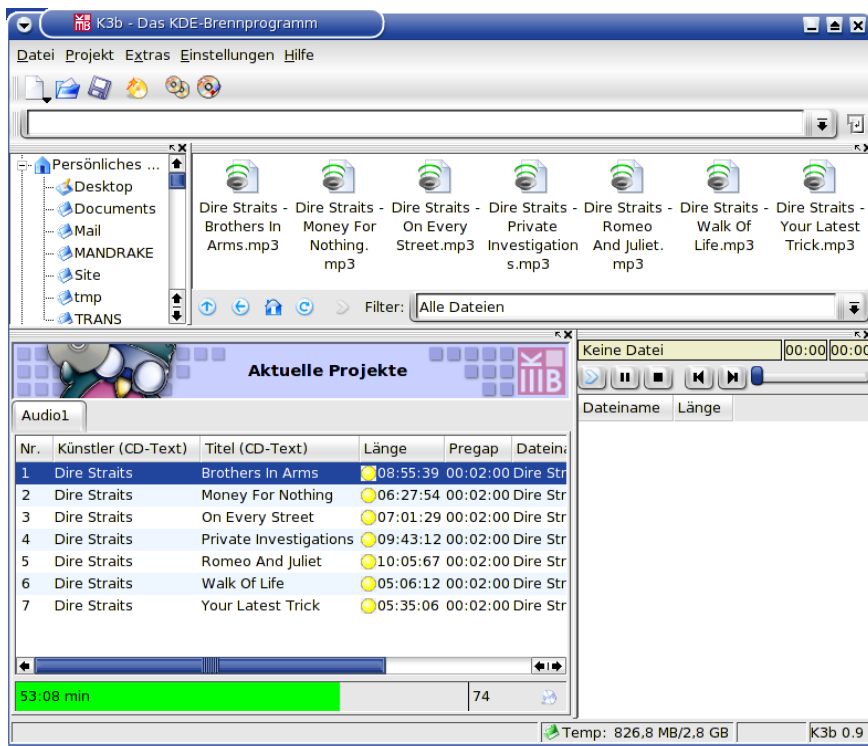 K3b - Das KDE-Brennprogramm
Datei Projekt Extras Einstellungen Hilfe
Persönliches ...
Desktop
Documents
Mail
MANDRAKE
Site
tmp
TRANS
Dire Straits - Brothers In Arms.mp3
Dire Straits - Money For Nothing.mp3
Dire Straits - On Every Street.mp3
Dire Straits - Private Investigations.mp3
Dire Straits - Romeo And Juliet.mp3
Dire Straits - Walk Of Life.mp3
Dire Straits - Your Latest Trick.mp3
Filter: Alle Dateien
Aktuelle Projekte
Audio1
Nr. Künstler (CD-Text) Titel (CD-Text) Länge Pregap Datein
1 Dire Straits Brothers In Arms 08:55:39 00:02:00 Dire Str
2 Dire Straits Money For Nothing 06:27:54 00:02:00 Dire Str
3 Dire Straits On Every Street 07:01:29 00:02:00 Dire Str
4 Dire Straits Private Investigations 09:43:12 00:02:00 Dire Str
5 Dire Straits Romeo And Juliet 10:05:67 00:02:00 Dire Str
6 Dire Straits Walk Of Life 05:06:12 00:02:00 Dire Str
7 Dire Straits Your Latest Trick 05:35:06 00:02:00 Dire Str
53:08 min 74
Keine Datei 00:00 00:00
Dateiname Länge
Temp: 826,8 MB/2,8 GB K3b 0.9